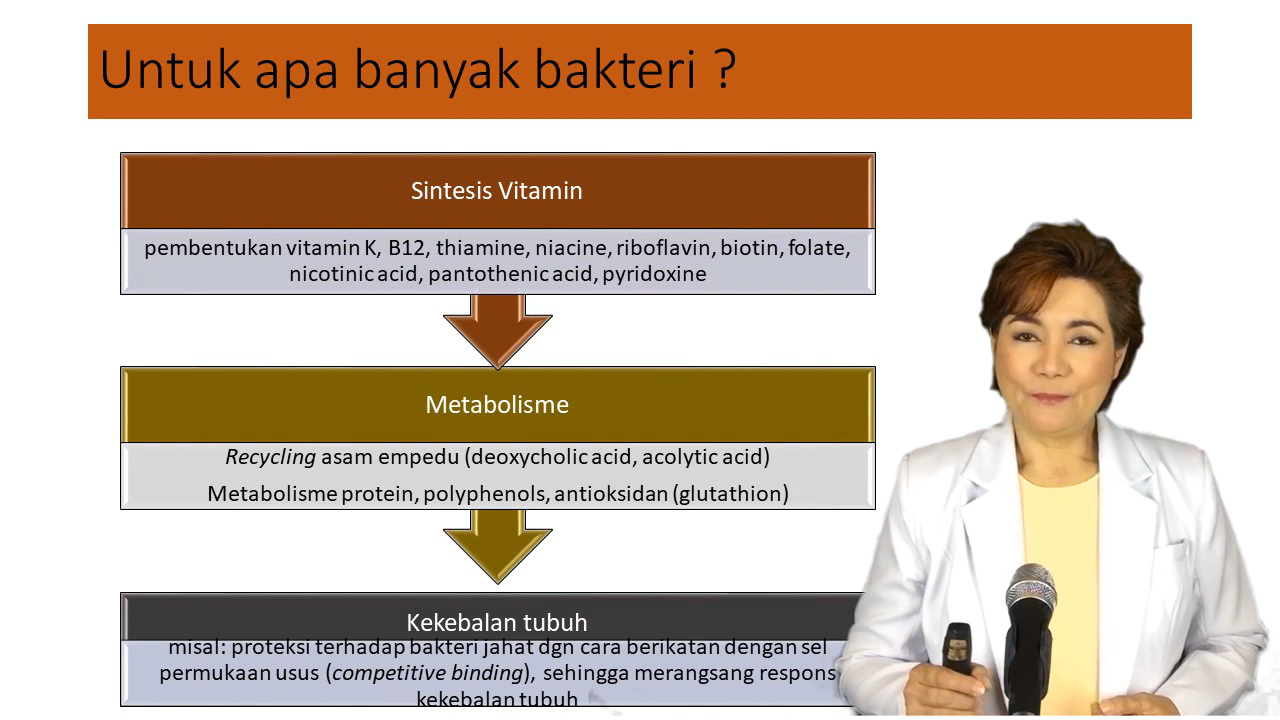 Untuk apa banyak bakteri ?
Sintesis Vitamin
pembentukan vitamin K, B12, thiamine, niacine, riboflavin, biotin, folate,
nicotinic acid, pantothenic acid, pyridoxine
Metabolisme
Recycling asam empedu (deoxycholic acid, acolytic acid)
Metabolisme protein, polyphenols, antioksidan (glutathion)
Kekebalan tubuh
misal: proteksi terhadap bakteri jahat dgn cara berikatan dengan sel
permukaan usus (competitive binding), sehingga merangsang respons
kekebalan tubuh